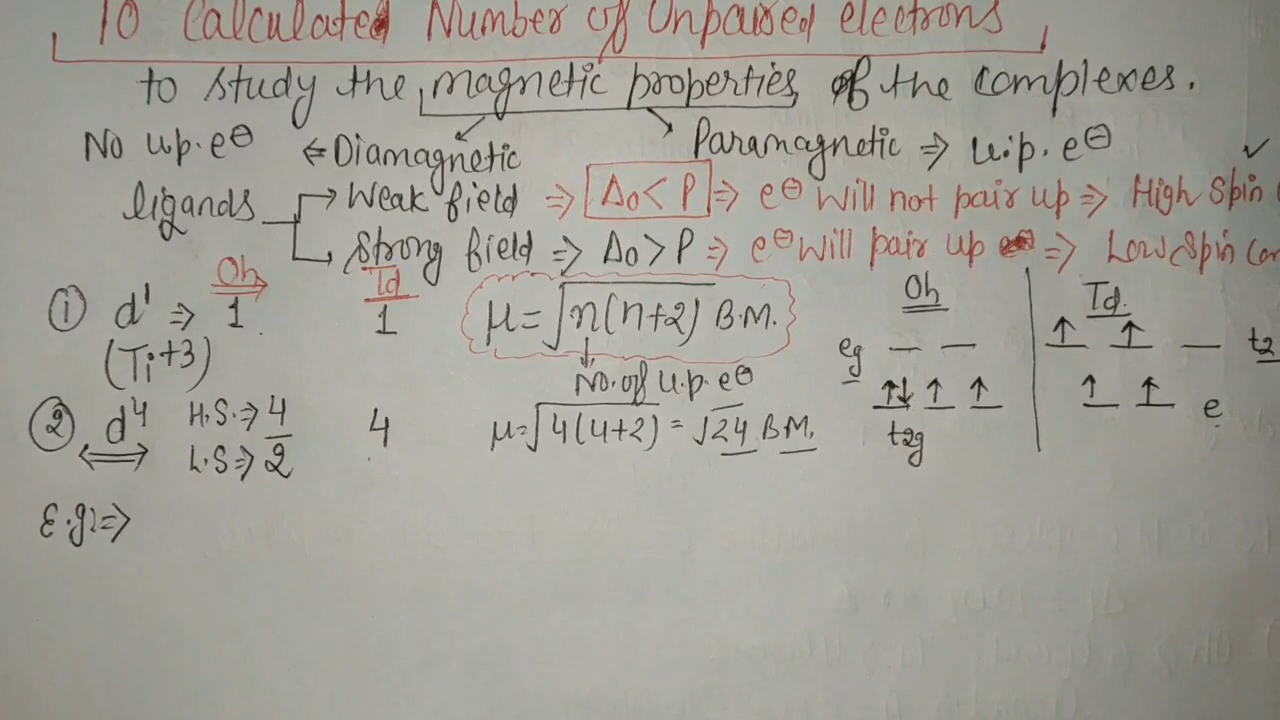 To Calculated Number of Unpaired electrons
to study the magnetic properties of the complexes.
No u.p. e⊖ ⇐ Diamagnetic Paramagnetic ⇒ u.p. e⊖
ligands → Weak field ⇒ Δo < P ⇒ e⊖ will not pair up ⇒ High Spin
→ Strong field ⇒ Δo > P ⇒ e⊖ will pair up ⇒ Low Spin
Oh Td Oh Td.
① d¹ ⇒ 1 1 μ = √n(n+2) B.M.
(Ti+3) No. of u.p. e⊖
eg t2
t2g e
② d⁴ H.S. ⇒ 4 4 μ = √4(4+2) = √24 B.M.
L.S ⇒ 2
E.g; ⇒